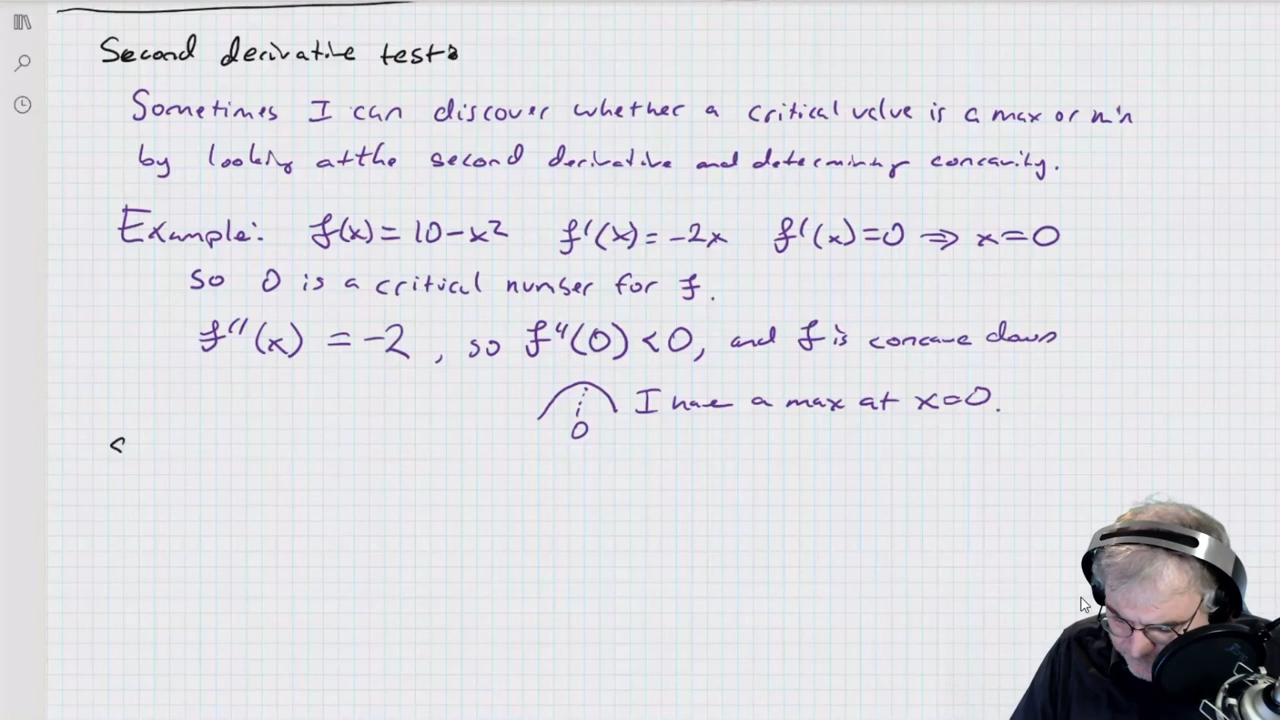 Second derivative tests
Sometimes I can discover whether a critical value is a max or min
by looking at the second derivative and determining concavity.
Example: f(x) = 10-x² f'(x) = -2x f'(x)=0 ⇒ x=0
So 0 is a critical number for f.
f''(x) = -2, so f''(0) < 0, and f is concave down
I have a max at x=0.
0
S